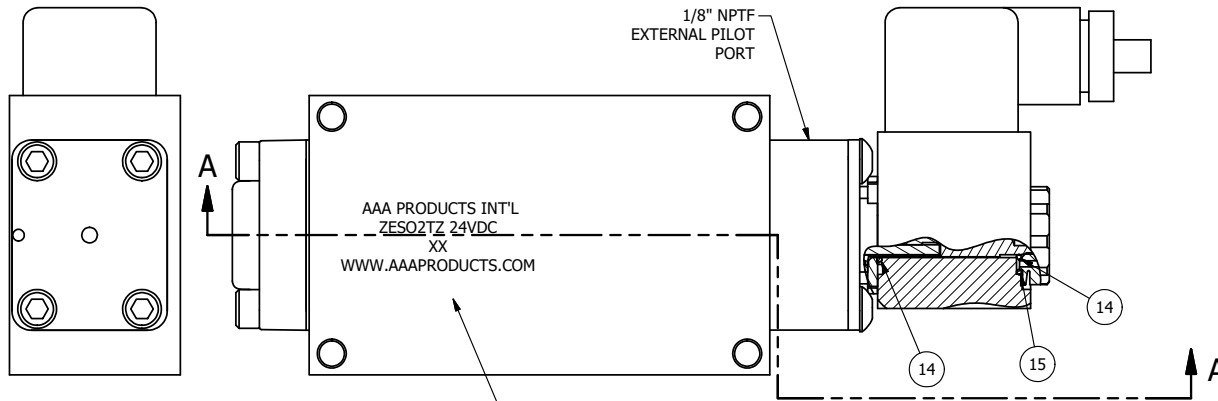 1/8" NPTF
EXTERNAL PILOT
PORT
A
AAA PRODUCTS INT'L
ZESO2TZ 24VDC
XX
WWW.AAAPRODUCTS.COM
14
14
15
A